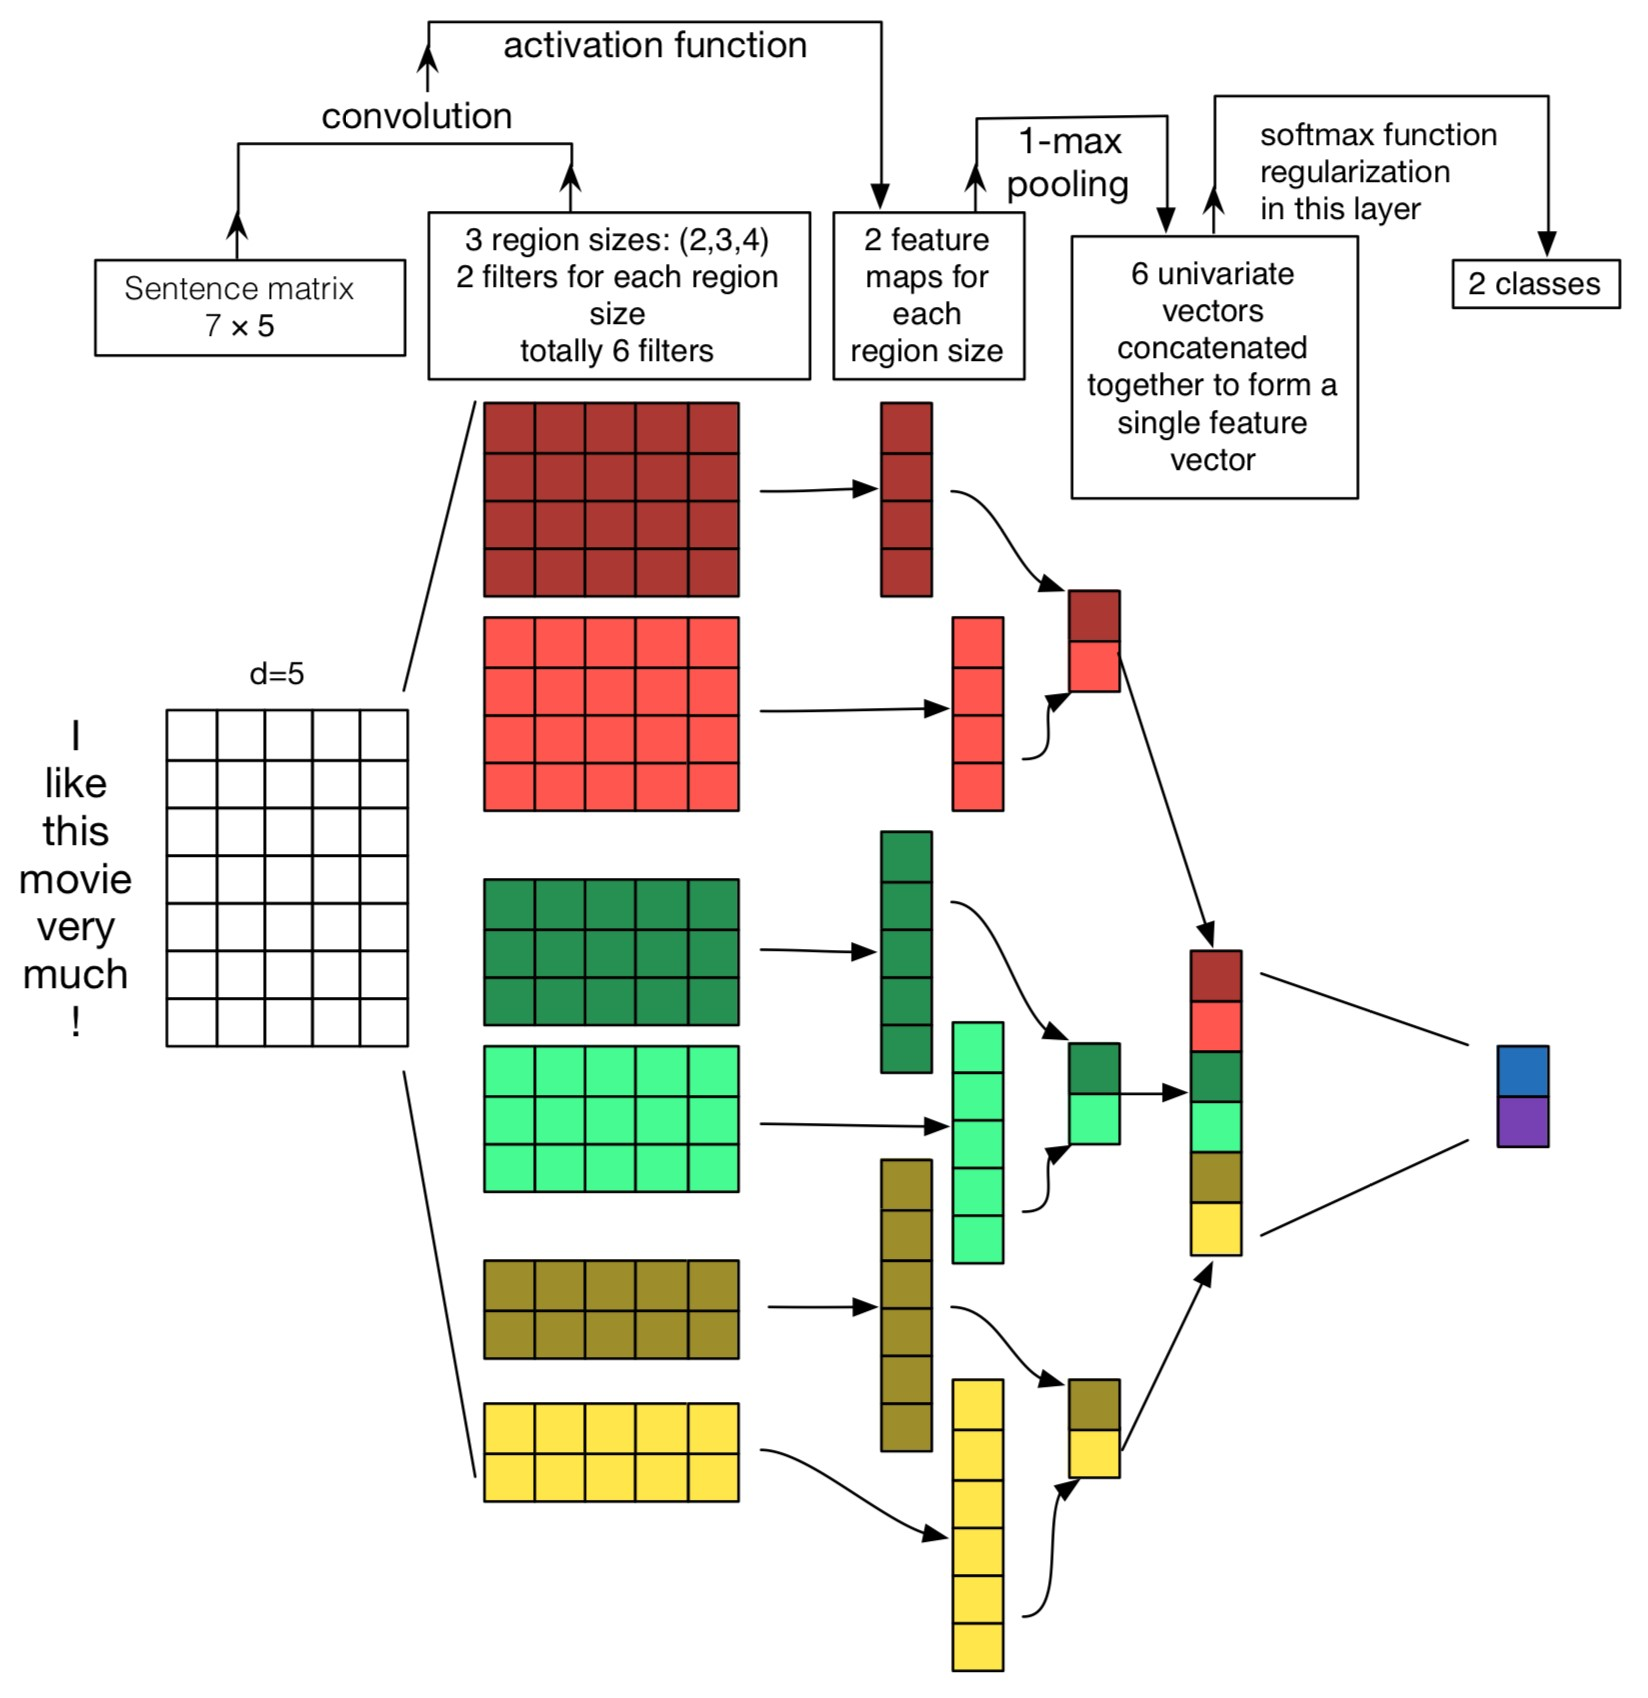 activation function
convolution
1-max
pooling
softmax function
regularization
in this layer
Sentence matrix
7 × 5
3 region sizes: (2,3,4)
2 filters for each region
size
totally 6 filters
2 feature
maps for
each
region size
6 univariate
vectors
concatenated
together to form a
single feature
vector
2 classes
d=5
I
like
this
movie
very
much
!